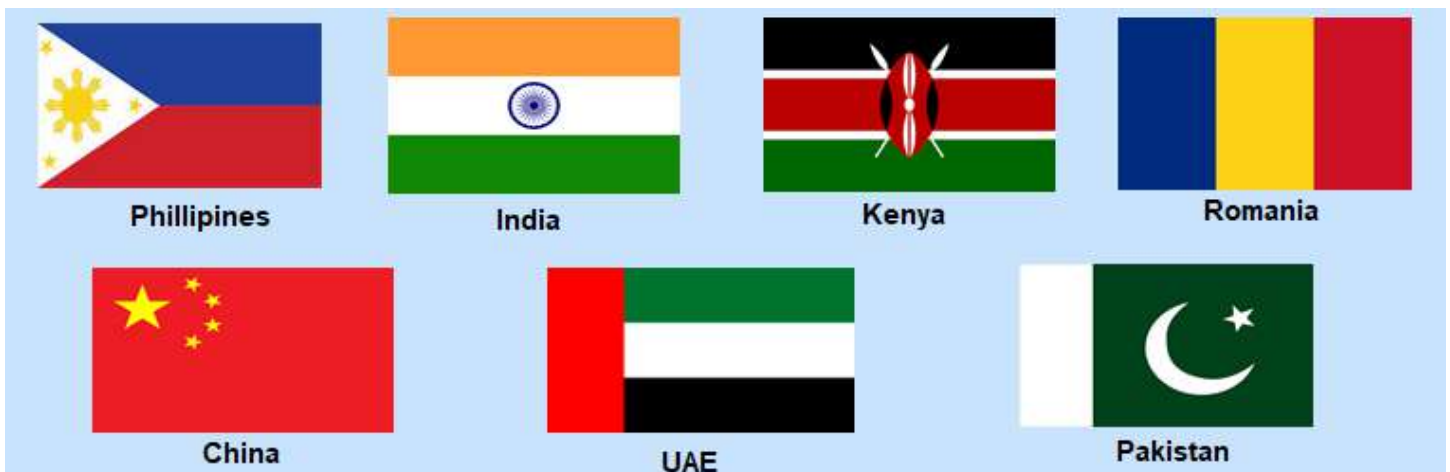 Phillipines
India
Kenya
Romania
China
UAE
Pakistan